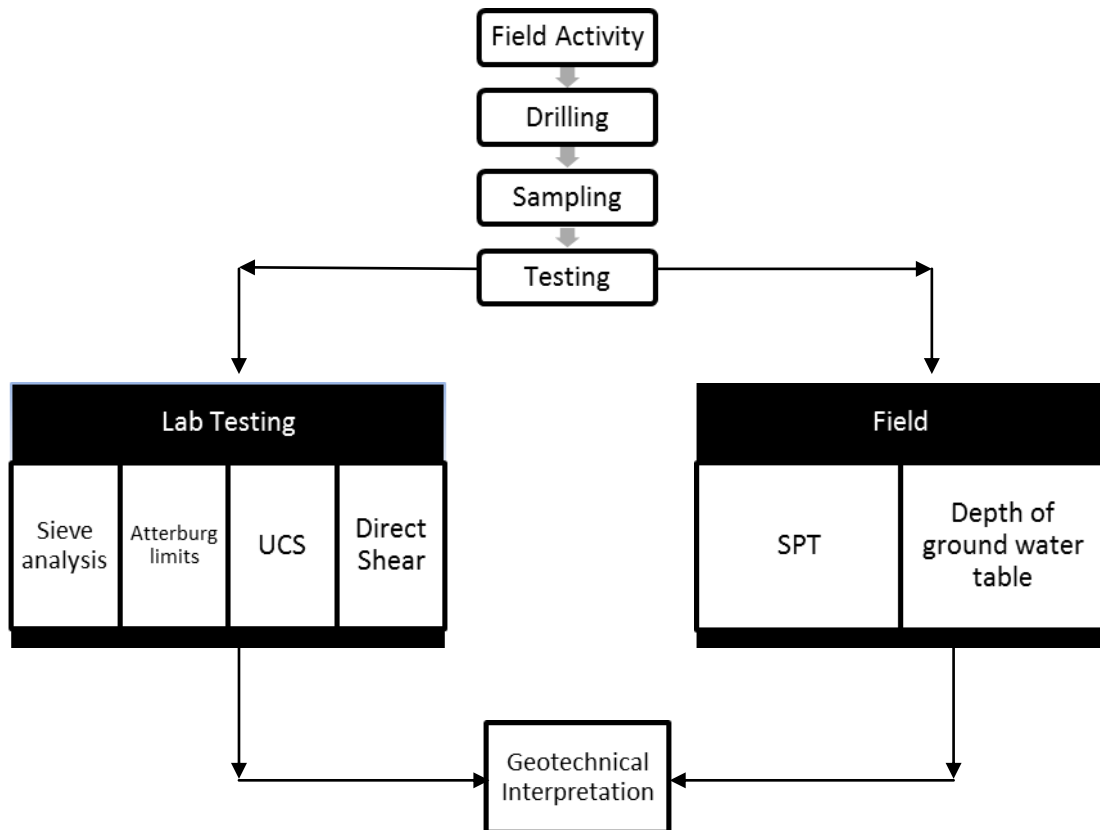 Field Activity
Drilling
Sampling
Testing
Lab Testing
Sieve
analysis
Atterburg
limits
UCS
Direct
Shear
Field
SPT
Depth of
ground water
table
Geotechnical
Interpretation